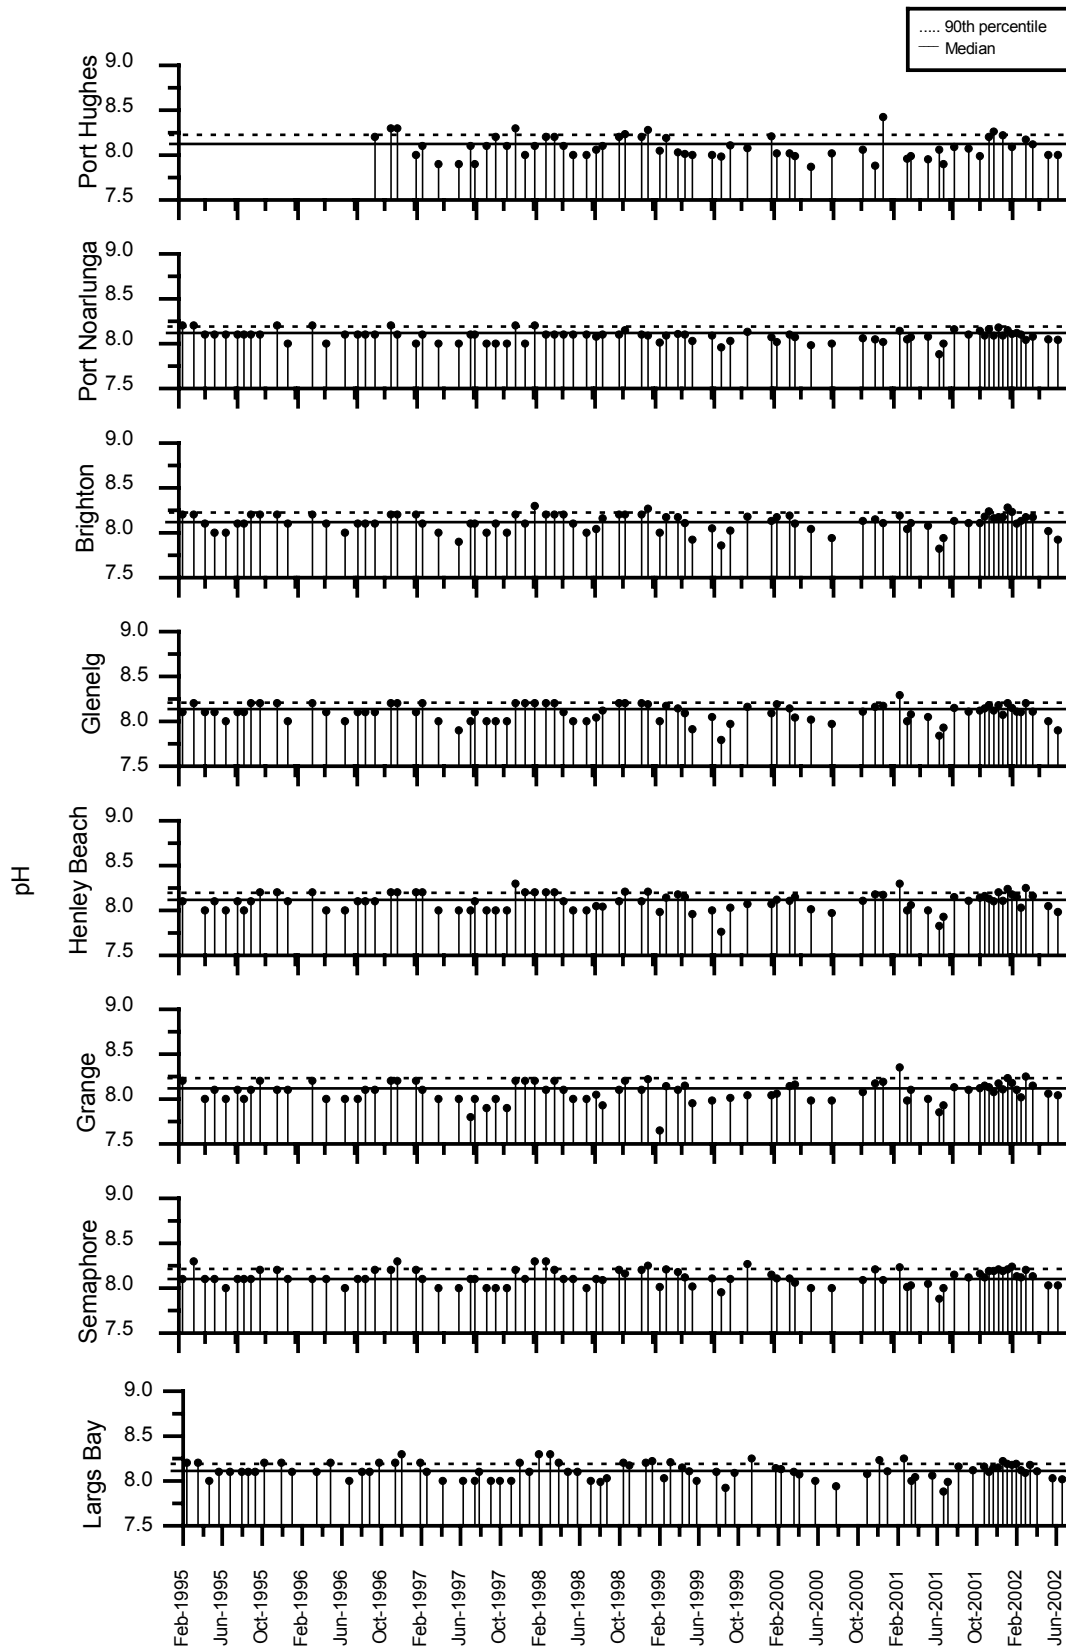 ..... 90th percentile
— Median
pH
Port Hughes
9.0
8.5
8.0
7.5
Port Noarlunga
9.0
8.5
8.0
7.5
Brighton
9.0
8.5
8.0
7.5
Glenelg
9.0
8.5
8.0
7.5
Henley Beach
9.0
8.5
8.0
7.5
Grange
9.0
8.5
8.0
7.5
Semaphore
9.0
8.5
8.0
7.5
Largs Bay
9.0
8.5
8.0
7.5
Feb-1995
Jun-1995
Oct-1995
Feb-1996
Jun-1996
Oct-1996
Feb-1997
Jun-1997
Oct-1997
Feb-1998
Jun-1998
Oct-1998
Feb-1999
Jun-1999
Oct-1999
Feb-2000
Jun-2000
Oct-2000
Feb-2001
Jun-2001
Oct-2001
Feb-2002
Jun-2002